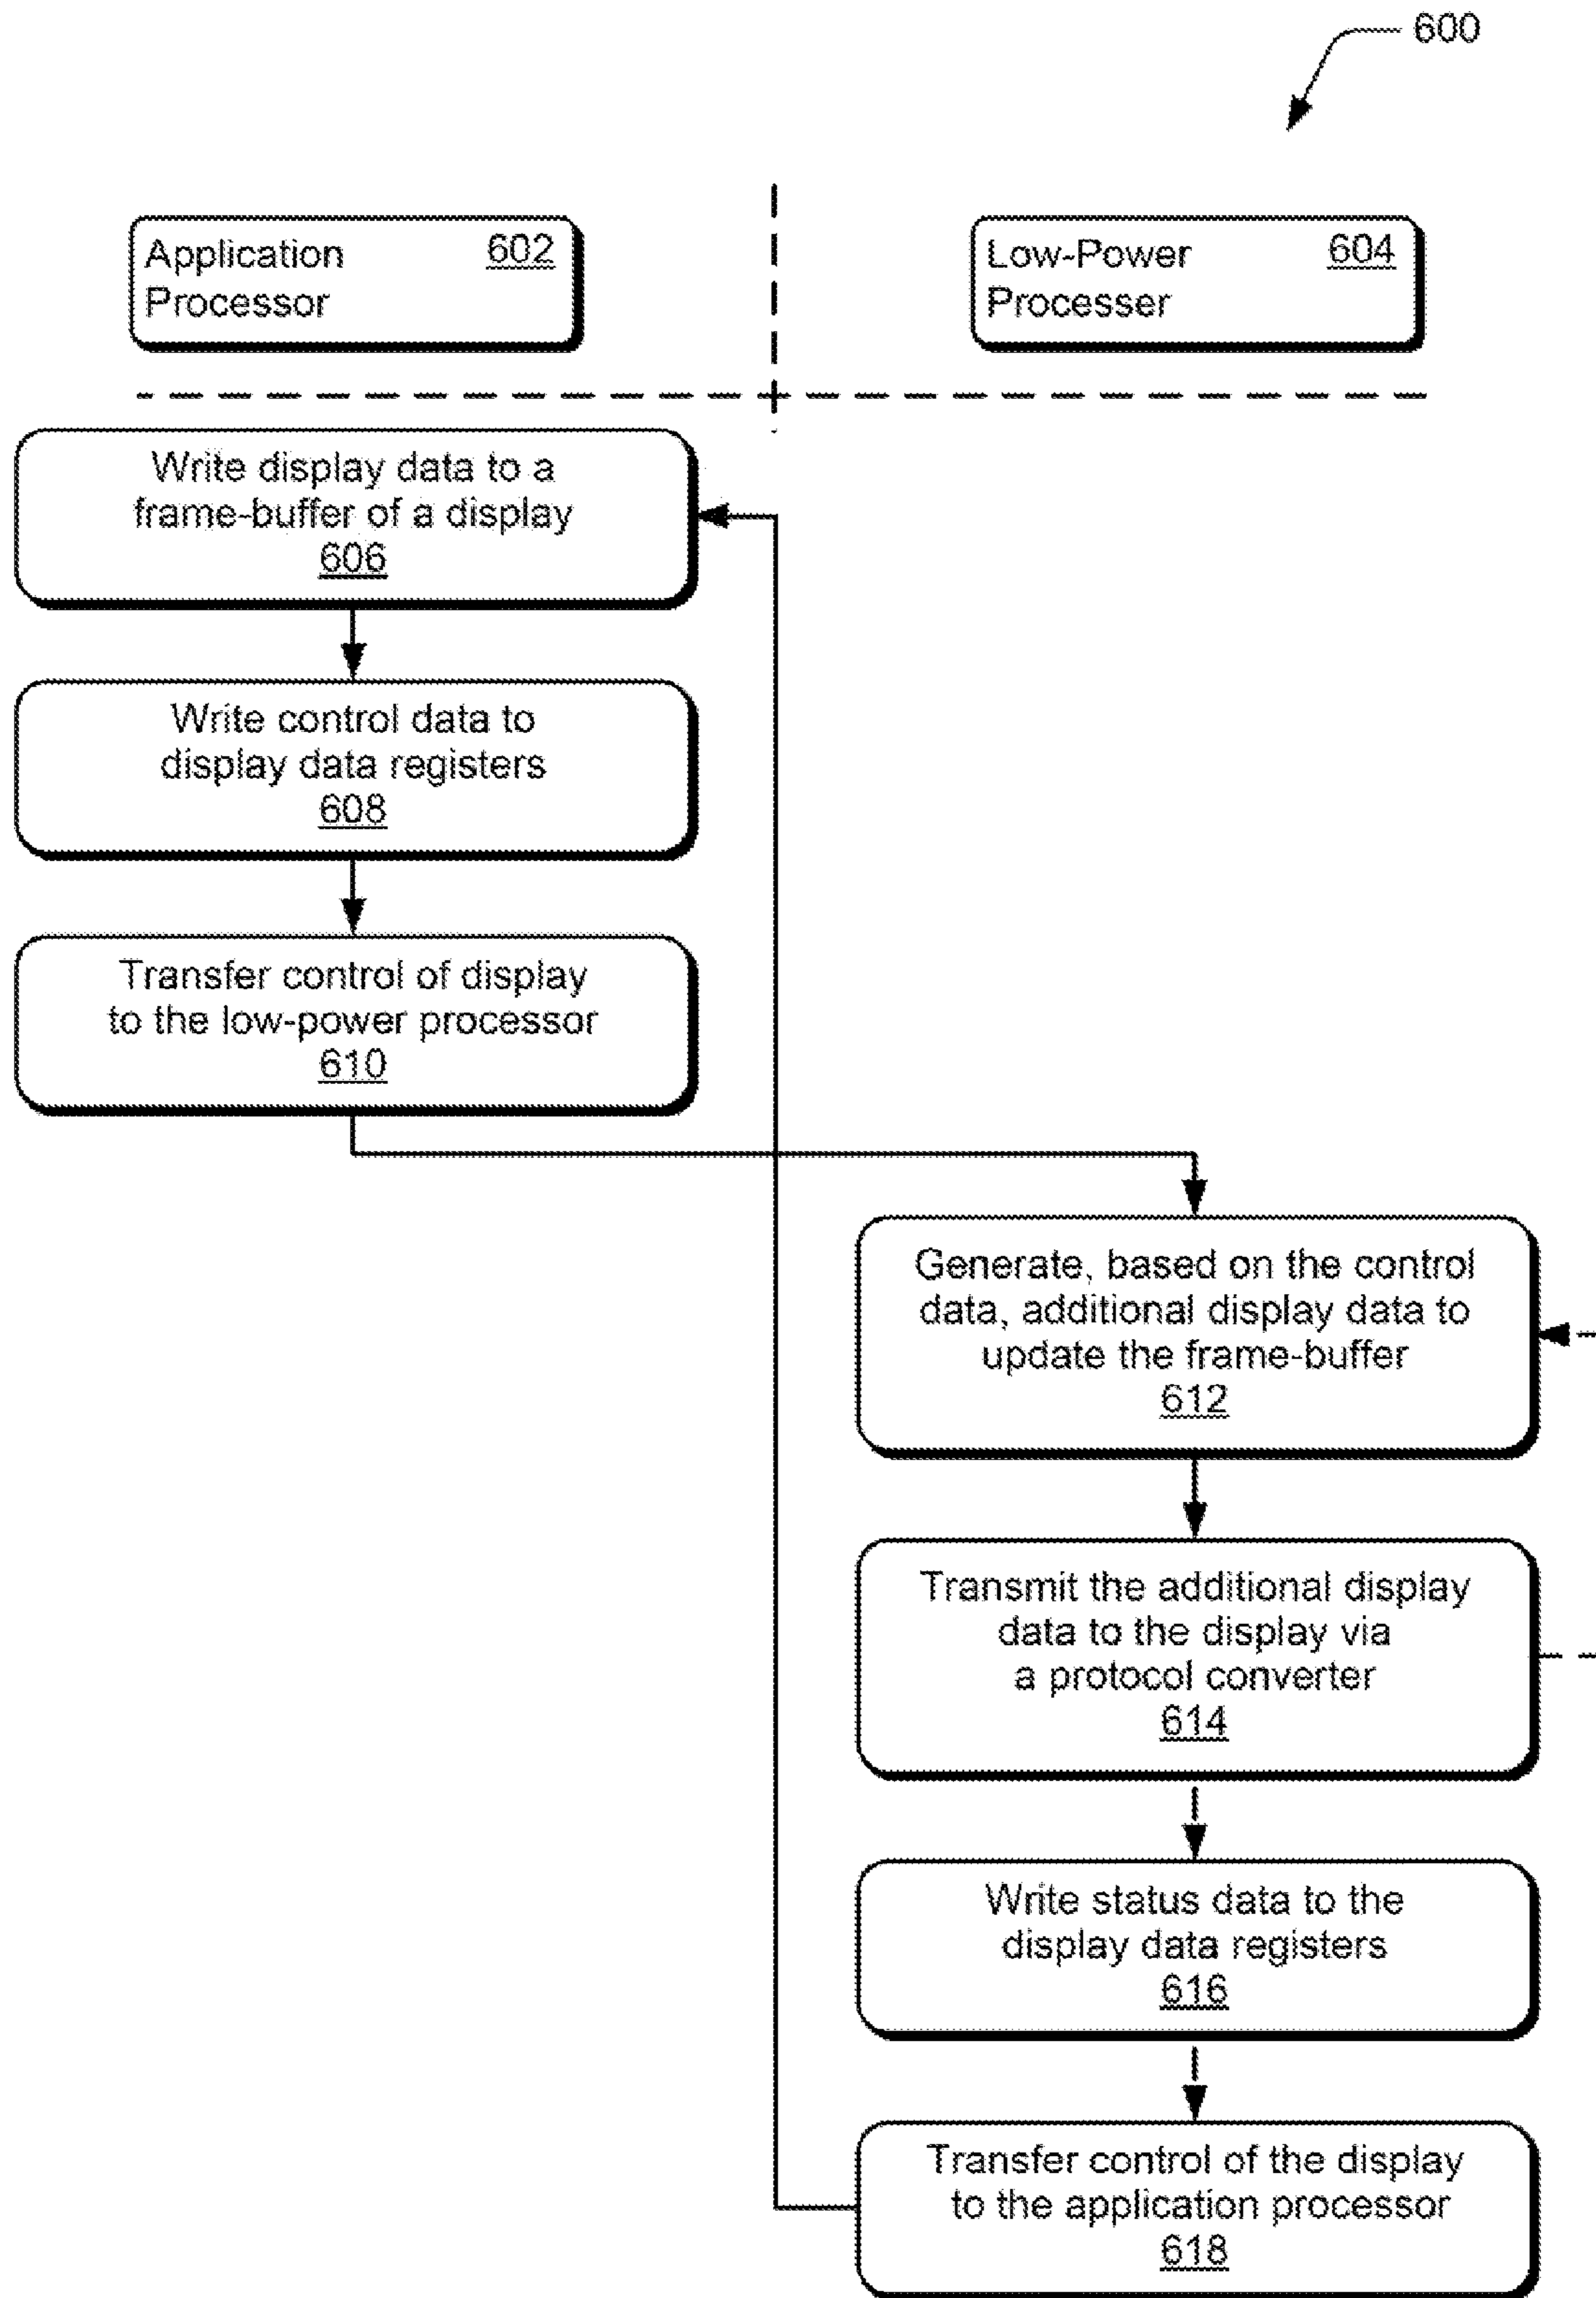 600
Application 602
Processor
Low-Power 604
Processer
Write display data to a
frame-buffer of a display
606
Write control data to
display data registers
608
Transfer control of display
to the low-power processor
610
Generate, based on the control
data, additional display data to
update the frame-buffer
612
Transmit the additional display
data to the display via
a protocol converter
614
Write status data to the
display data registers
616
Transfer control of the display
to the application processor
618